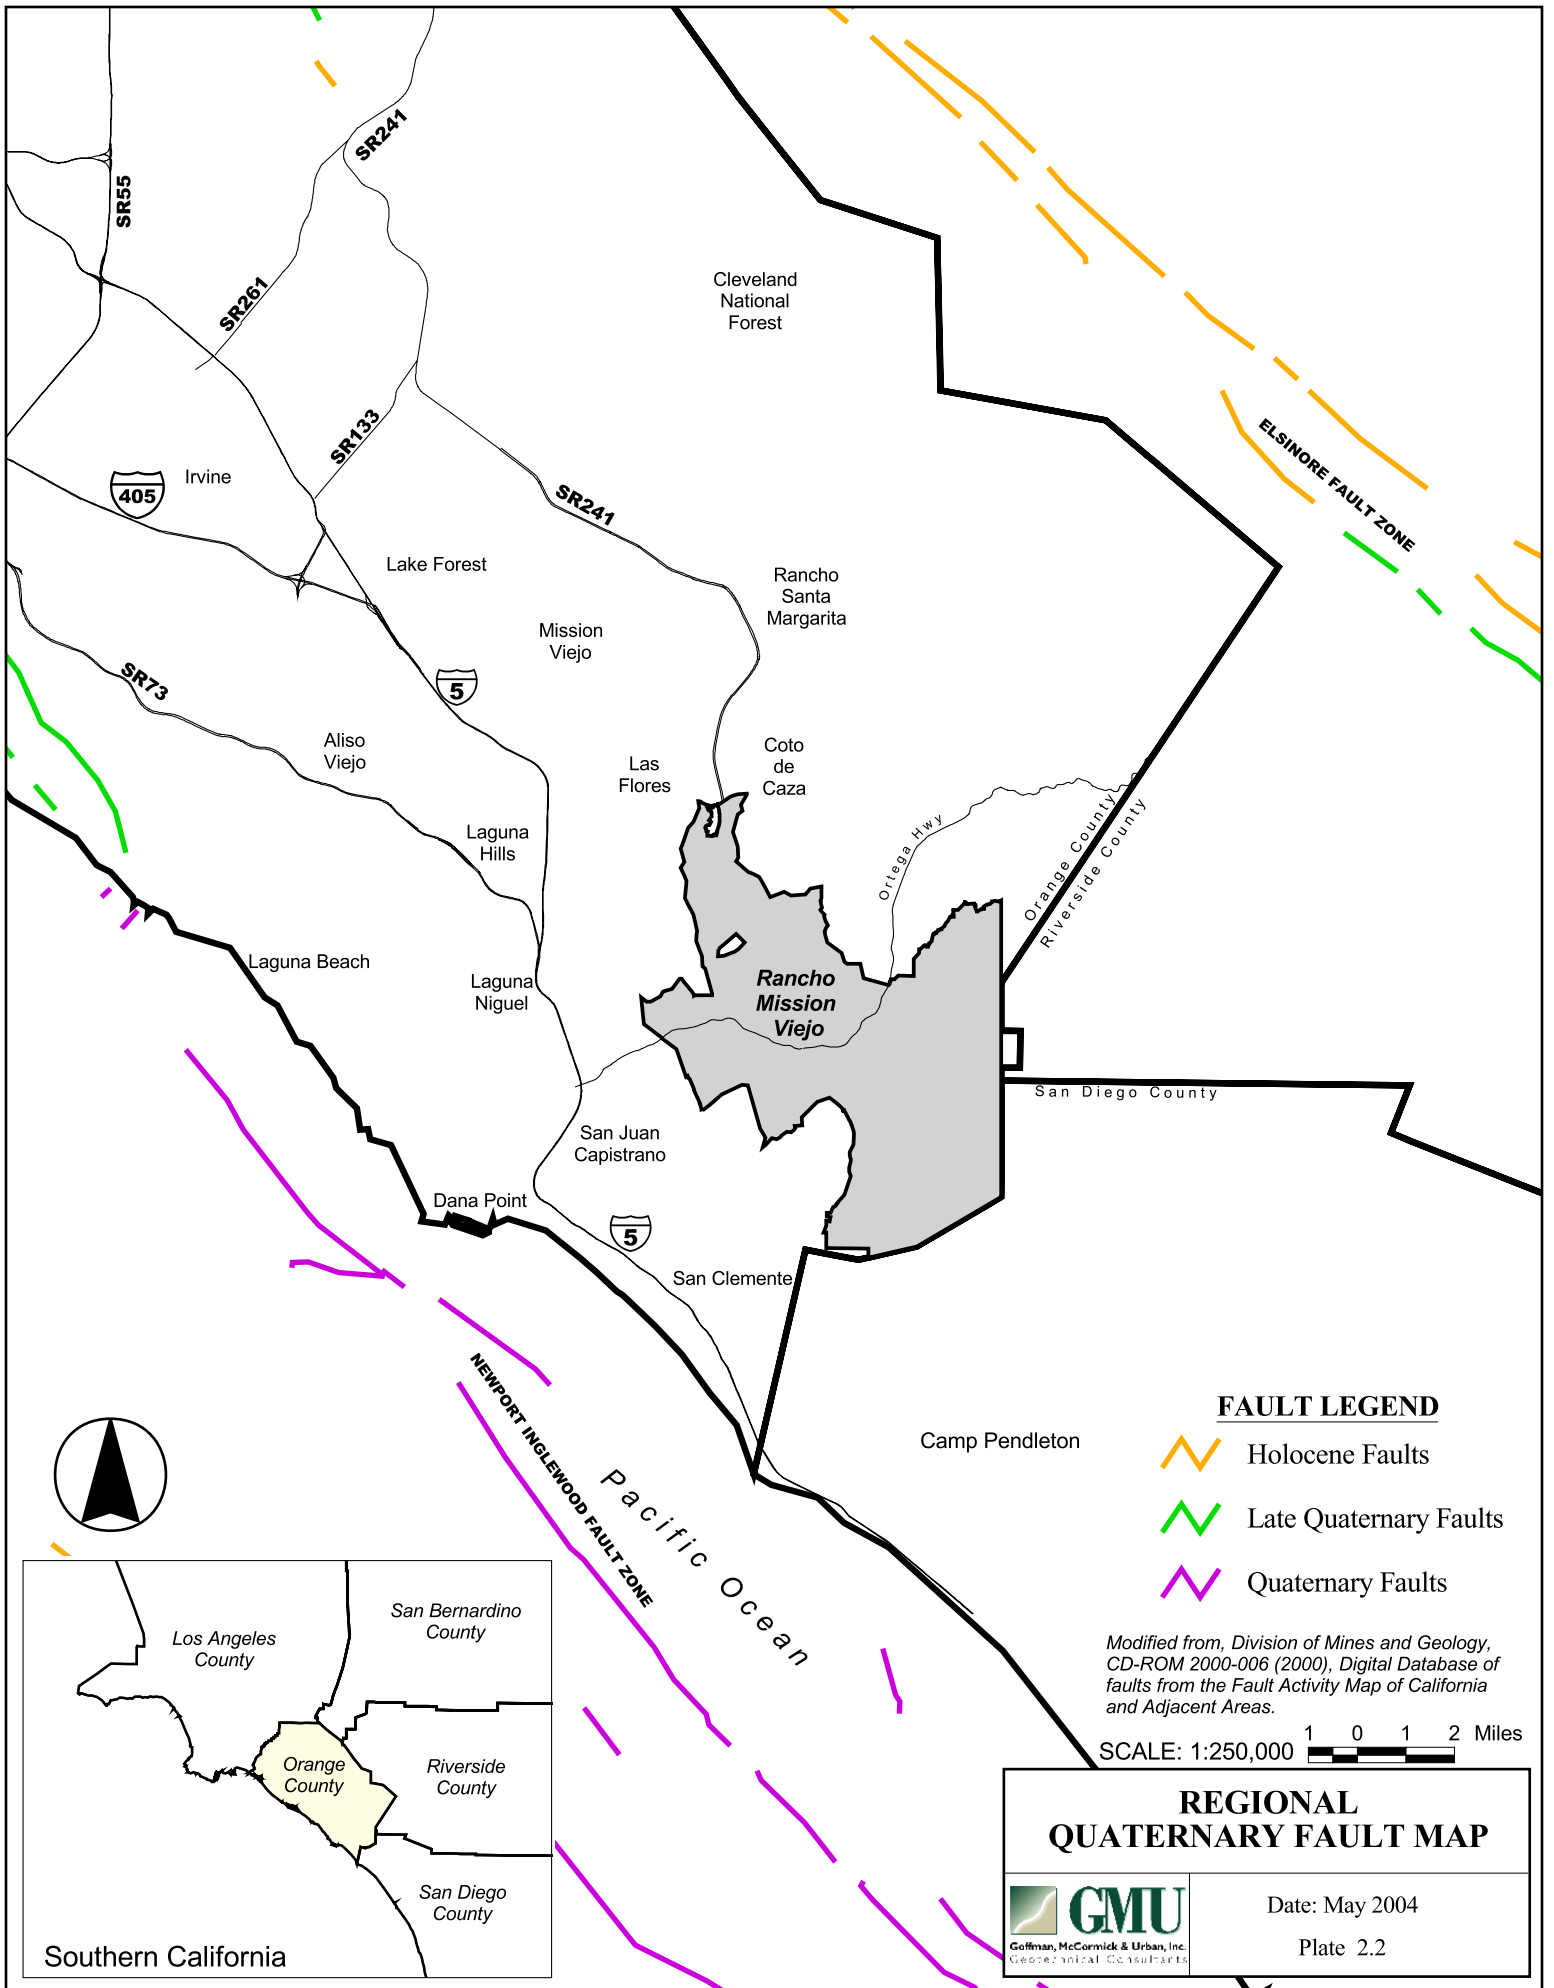 SR241
SR55
SR261
Cleveland
National
Forest
SR133
ELSINORE FAULT ZONE
405
Irvine
SR241
Lake Forest
Rancho
Santa
Margarita
Mission
Viejo
SR73
5
Aliso
Viejo
Las
Flores
Coto
de
Caza
Laguna
Hills
Ortega Hwy
Orange County
Riverside County
Laguna Beach
Laguna
Niguel
Rancho
Mission
Viejo
San Diego County
San Juan
Capistrano
Dana Point
5
San Clemente
NEWPORT INGLEWOOD FAULT ZONE
Pacific Ocean
Camp Pendleton
FAULT LEGEND
Holocene Faults
Late Quaternary Faults
Quaternary Faults
Modified from, Division of Mines and Geology,
CD-ROM 2000-006 (2000), Digital Database of
faults from the Fault Activity Map of California
and Adjacent Areas.
1 0 1 2 Miles
SCALE: 1:250,000
Los Angeles
County
San Bernardino
County
Orange
County
Riverside
County
San Diego
County
Southern California
REGIONAL
QUATERNARY FAULT MAP
GMU
Goffman, McCormick & Urban, Inc.
Geotechnical Consultants
Date: May 2004
Plate 2.2